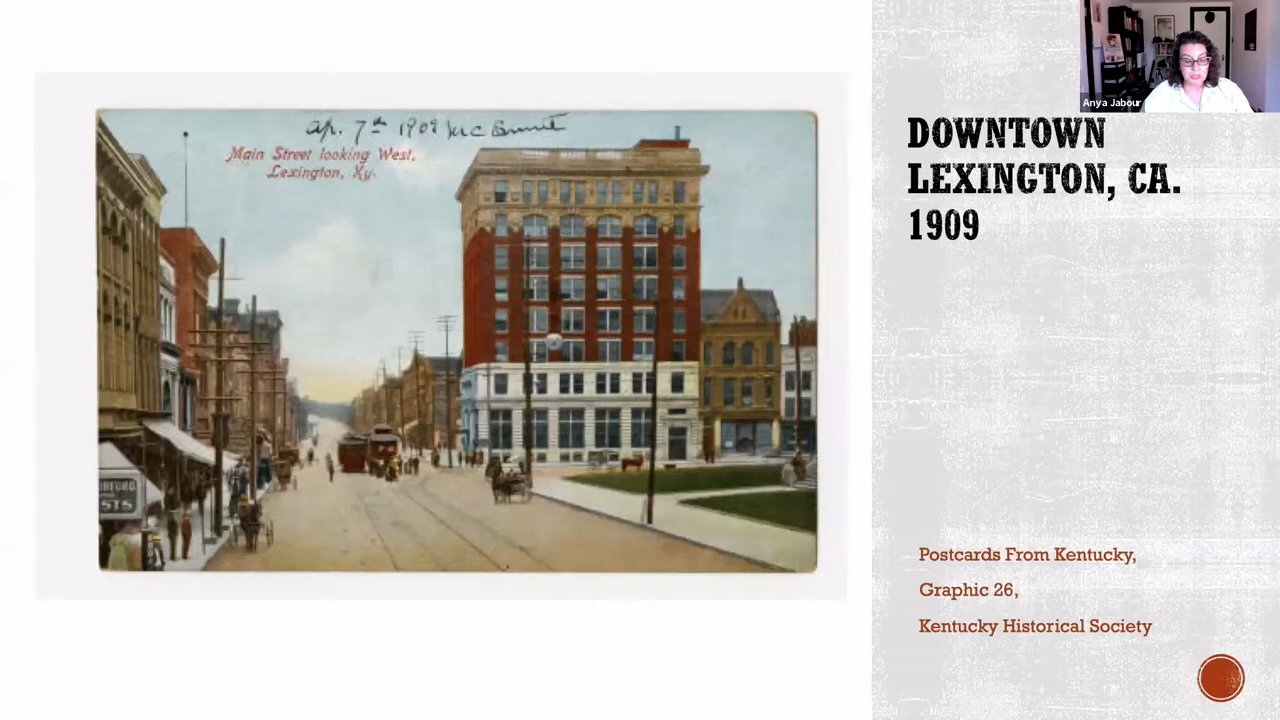 Ap. 7th 1909
Main Street looking West,
Lexington, Ky.
Anya Jabour
DOWNTOWN
LEXINGTON, CA.
1909
Postcards From Kentucky,
Graphic 26,
Kentucky Historical Society